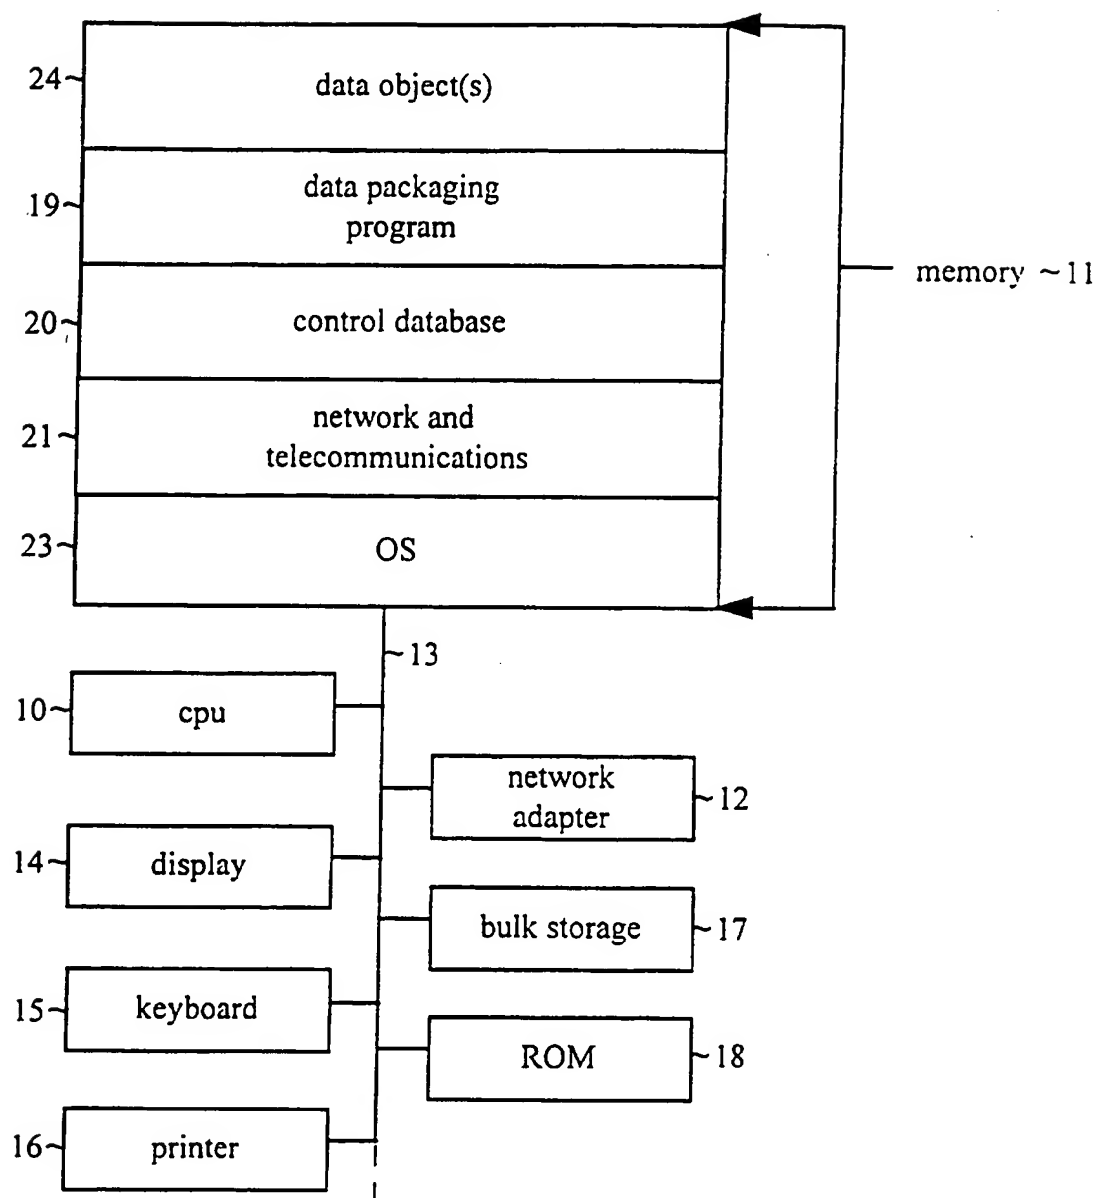 24~ data object(s)
19~ data packaging
program
memory ~11
20~ control database
21~ network and
telecommunications
23~ OS
~13
10~ cpu
network
adapter ~12
14~ display
bulk storage ~17
15~ keyboard
ROM ~18
16~ printer